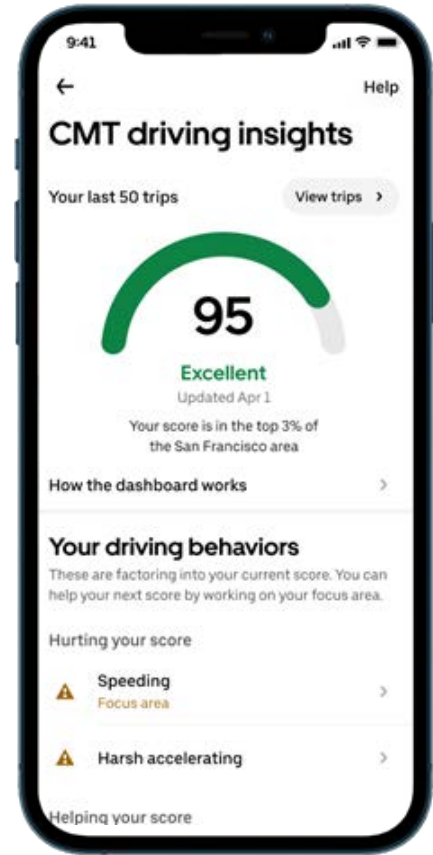 9:41
Help
CMT driving insights
Your last 50 trips
View trips
95
Excellent
Updated Apr 1
Your score is in the top 3% of
the San Francisco area
How the dashboard works
Your driving behaviors
These are factoring into your current score. You can
help your next score by working on your focus area.
Hurting your score
Speeding
Focus area
Harsh accelerating
Helping your score